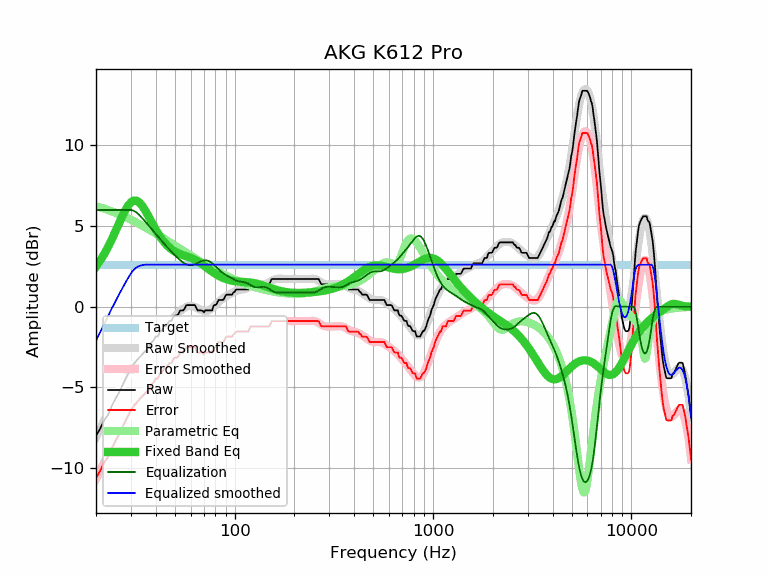 AKG K612 Pro
Amplitude (dBr)
10
5
0
−5
−10
Target
Raw Smoothed
Error Smoothed
Raw
Error
Parametric Eq
Fixed Band Eq
Equalization
Equalized smoothed
100 1000 10000
Frequency (Hz)